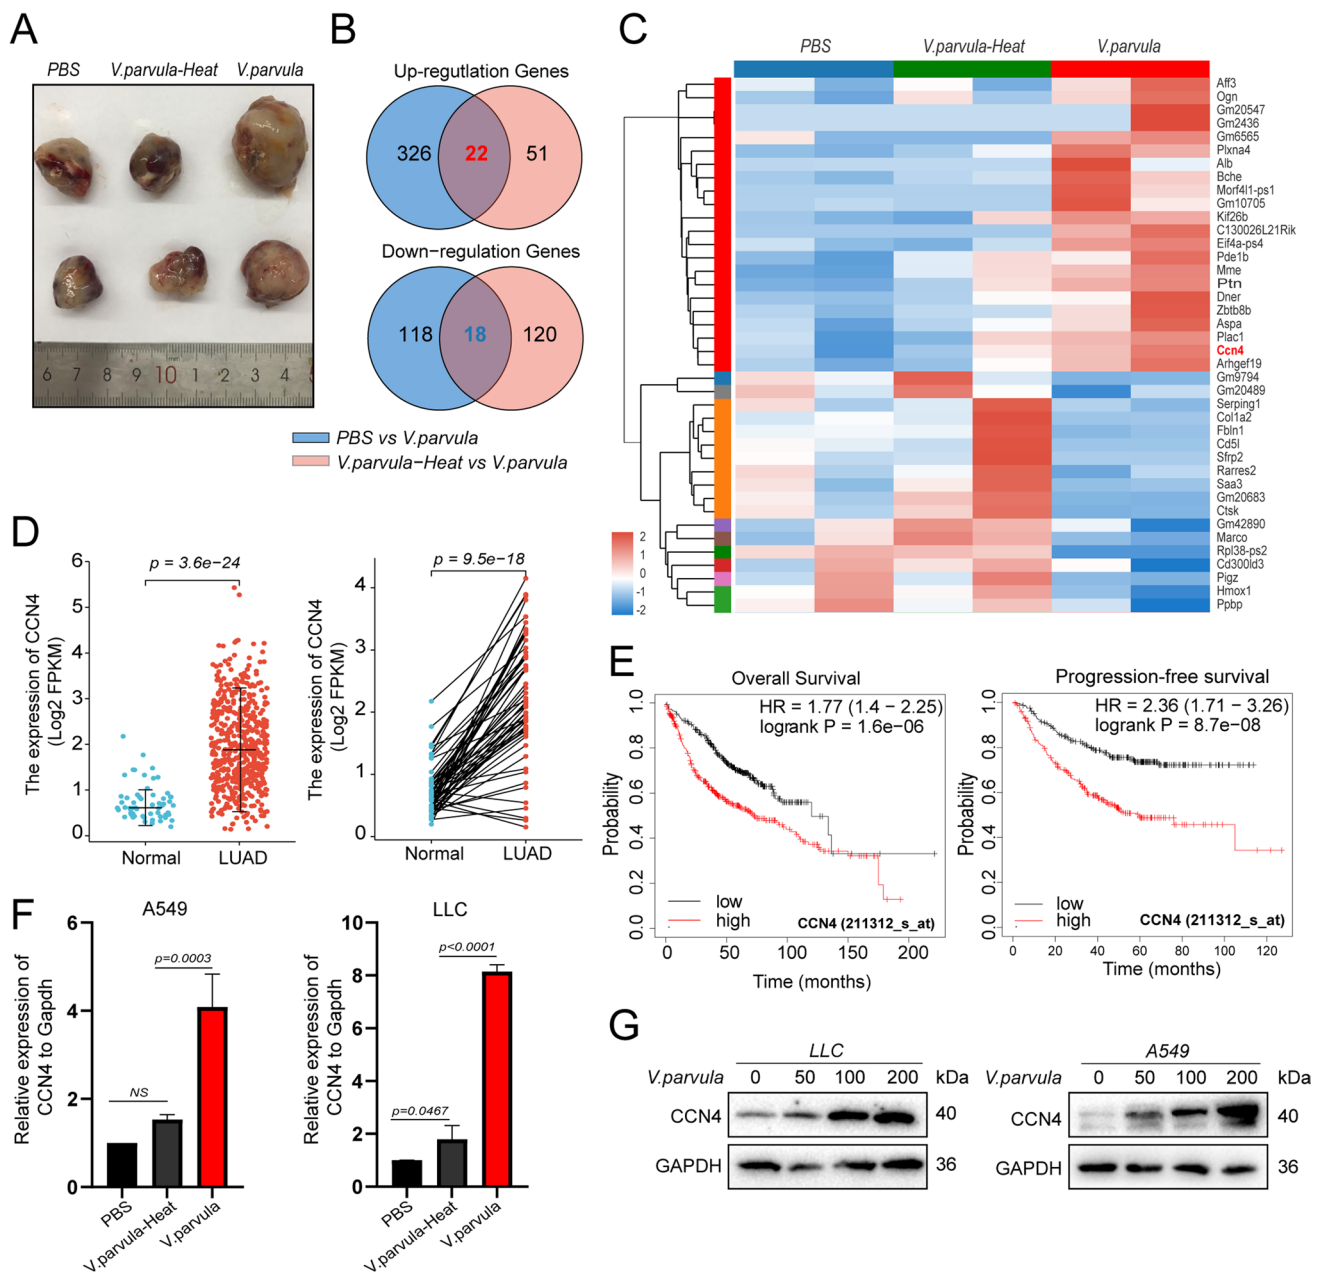 A
PBS V.parvula-Heat V.parvula
6 7 8 9 10 1 2 3 4
B
Up-regutlation Genes
326 22 51
Down-regulation Genes
118 18 120
PBS vs V.parvula
V.parvula-Heat vs V.parvula
C
PBS V.parvula-Heat V.parvula
Aff3
Ogn
Gm20547
Gm2436
Gm6565
Plxna4
Alb
Bche
Morf4l1-ps1
Gm10705
Kif26b
C130026L21Rik
Eif4a-ps4
Pde1b
Mme
Ptn
Dner
Zbtb8b
Aspa
Plac1
Ccn4
Arhgef19
Gm9794
Gm20489
Serping1
Col1a2
Fbln1
Cd5l
Sfrp2
Rarres2
Saa3
Gm20683
Ctsk
Gm42890
Marco
Rpl38-ps2
Cd300ld3
Pigz
Hmox1
Ppbp
2
1
0
-1
-2
D
The expression of CCN4
(Log2 FPKM)
p = 3.6e-24
6
5
4
3
2
1
0
Normal LUAD
The expression of CCN4
(Log2 FPKM)
p = 9.5e-18
4
3
2
1
0
Normal LUAD
E
Overall Survival
HR = 1.77 (1.4 - 2.25)
logrank P = 1.6e-06
Probability
1.0
0.8
0.6
0.4
0.2
0.0
low
high
CCN4 (211312_s_at)
0 50 100 150 200
Time (months)
Progression-free survival
HR = 2.36 (1.71 - 3.26)
logrank P = 8.7e-08
Probability
1.0
0.8
0.6
0.4
0.2
0.0
low
high
CCN4 (211312_s_at)
0 20 40 60 80 100 120
Time (months)
F
A549
Relative expression of
CCN4 to Gapdh
6
4
2
0
NS
p=0.0003
PBS
V.parvula-Heat
V.parvula
LLC
Relative expression of
CCN4 to Gapdh
10
8
6
4
2
0
p=0.0467
p<0.0001
PBS
V.parvula-Heat
V.parvula
G
LLC
V.parvula 0 50 100 200 kDa
CCN4 40
GAPDH 36
A549
V.parvula 0 50 100 200 kDa
CCN4 40
GAPDH 36